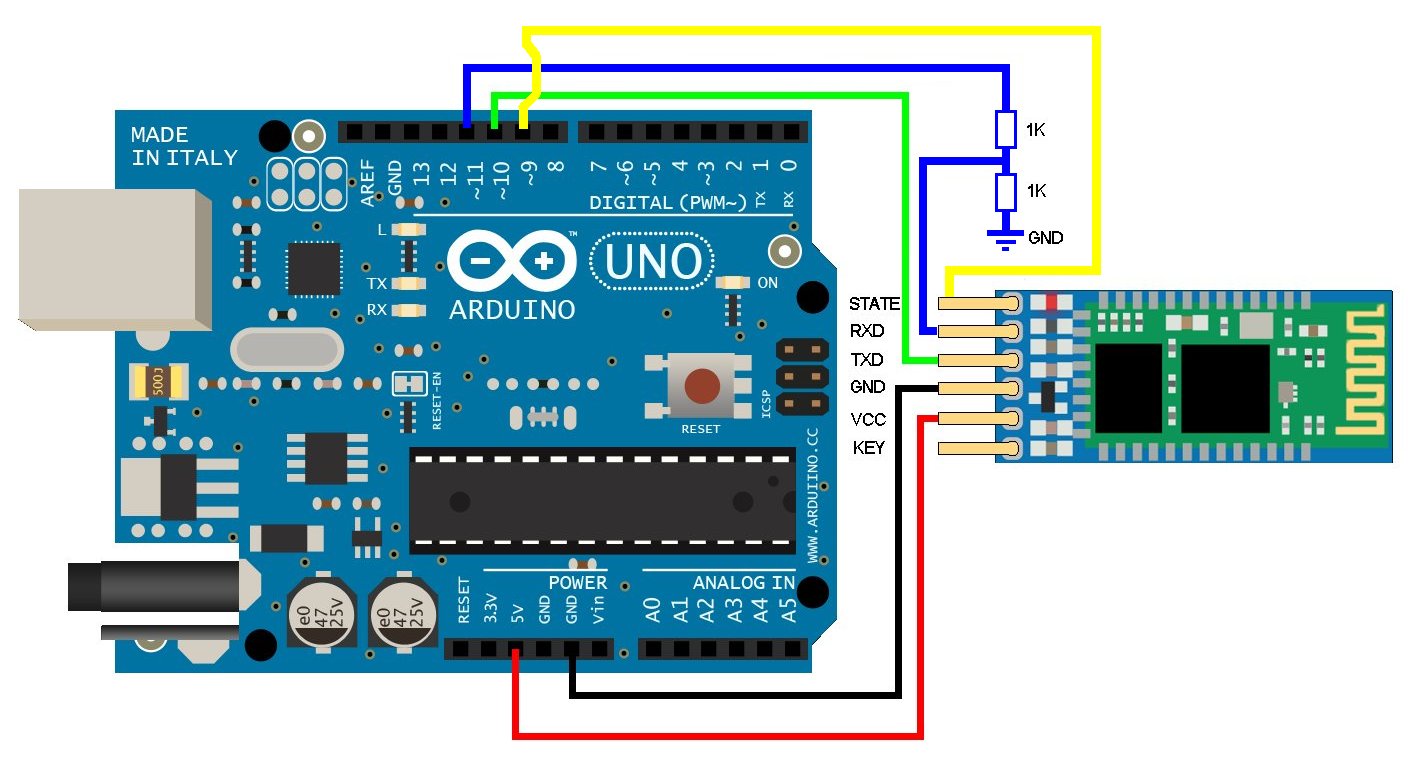 MADE
IN ITALY
1K
1K
GND
AREF
GND
13
12
~11
~10
~9
8
7
~6
~5
4
~3
2
TX 1
RX 0
DIGITAL (PWM~)
L
TX
RX
™
UNO
ARDUINO
ON
500J
RESET-EN
RESET
ICSP
WWW.ARDUIINO.CC
STATE
RXD
TXD
GND
VCC
KEY
POWER
ANALOG IN
RESET
3.3V
5V
GND
GND
Vin
A0
A1
A2
A3
A4
A5
e0
47
25V
e0
47
25V